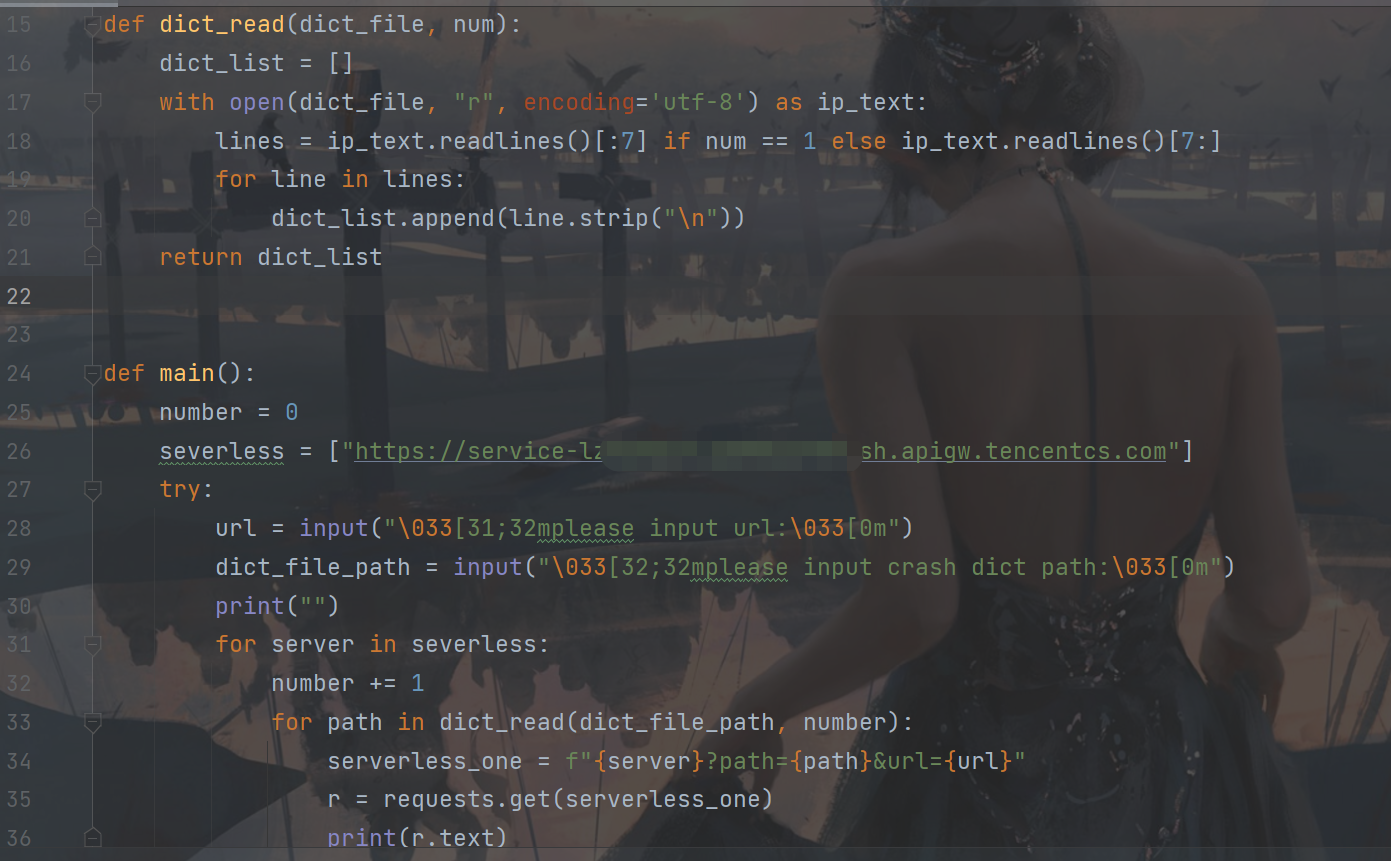 15 def dict_read(dict_file, num):
16 dict_list = []
17 with open(dict_file, "r", encoding='utf-8') as ip_text:
18 lines = ip_text.readlines()[:7] if num == 1 else ip_text.readlines()[7:]
19 for line in lines:
20 dict_list.append(line.strip("\n"))
21 return dict_list
22
23
24 def main():
25 number = 0
26 severless = ["https://service-lz sh.apigw.tencentcs.com"]
27 try:
28 url = input("\033[31;32mplease input url:\033[0m")
29 dict_file_path = input("\033[32;32mplease input crash dict path:\033[0m")
30 print("")
31 for server in severless:
32 number += 1
33 for path in dict_read(dict_file_path, number):
34 serverless_one = f"{server}?path={path}&url={url}"
35 r = requests.get(serverless_one)
36 print(r.text)